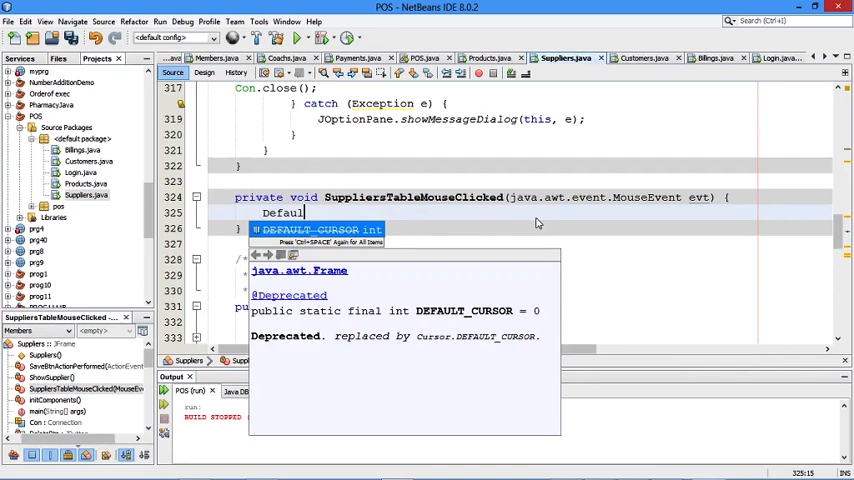 POS - NetBeans IDE 8.0.2
File Edit View Navigate Source Refactor Run Debug Profile Team Tools Window Help
Search (Ctrl+I)
<default config>
Services Files Projects
...ava Members.java Coachs.java Payments.java POS.java Products.java Suppliers.java Customers.java Billings.java Login.java...
Source Design History
myprg
NumberAdditionDemo
Orderof exec
PharmacyJava
POS
Source Packages
<default package>
Billings.java
Customers.java
Login.java
Products.java
Suppliers.java
pos
Libraries
prg4
prg40
prg8
prog1
prog10
prog11
317 Con.close();
318 } catch (Exception e) {
319 JOptionPane.showMessageDialog(this, e);
320 }
321 }
322 }
323
324 private void SuppliersTableMouseClicked(java.awt.event.MouseEvent evt) {
325 Defaul
326 }
328 /*
329 *
330 *
331 pu
333
DEFAULT_CURSOR int
Press 'Ctrl+SPACE' Again for All Items
java.awt.Frame
@Deprecated
public static final int DEFAULT_CURSOR = 0
Deprecated. replaced by Cursor.DEFAULT_CURSOR.
SuppliersTableMouseClicked(...
Members <empty>
Suppliers :: JFrame
Suppliers()
SaveBtnActionPerformed(ActionEvent
ShowSupplier()
SuppliersTableMouseClicked(MouseEv
initComponents()
main(String[] args)
Con : Connection
Suppliers
Output
POS (run) Java DB
run:
BUILD STOPPED
325:15 INS